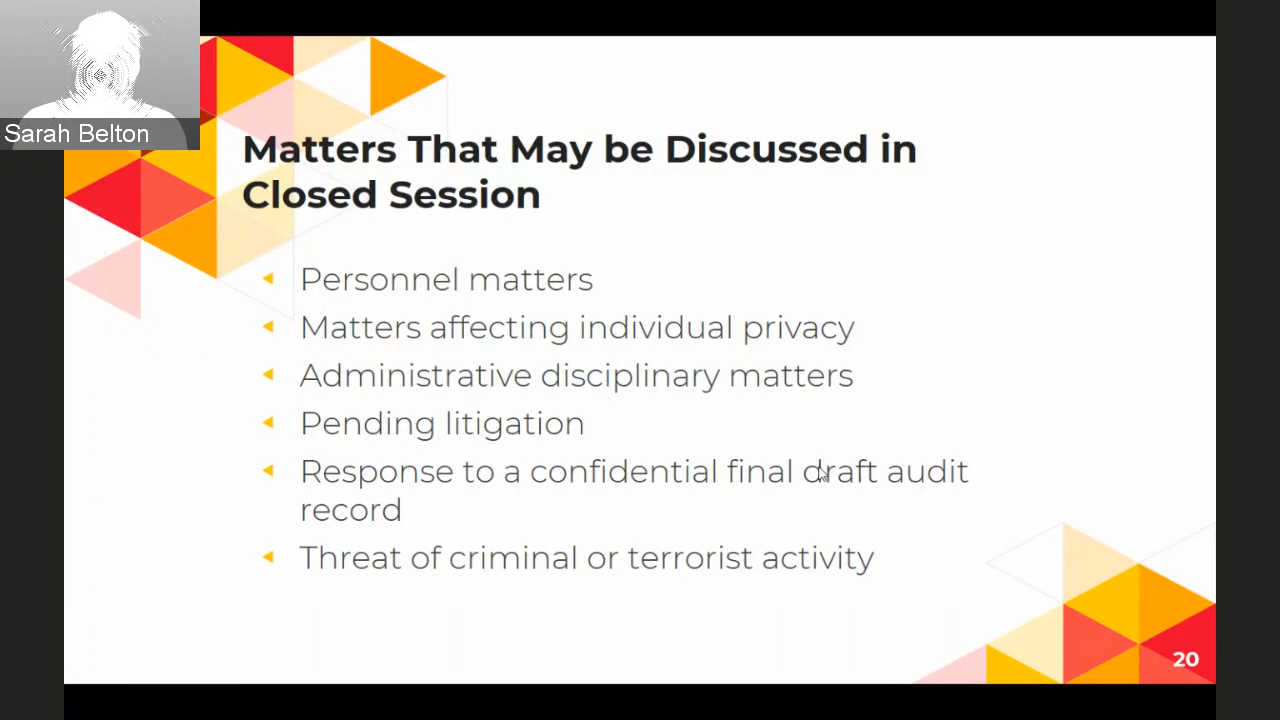 Sarah Belton
Matters That May be Discussed in
Closed Session
Personnel matters
Matters affecting individual privacy
Administrative disciplinary matters
Pending litigation
Response to a confidential final draft audit
record
Threat of criminal or terrorist activity
20